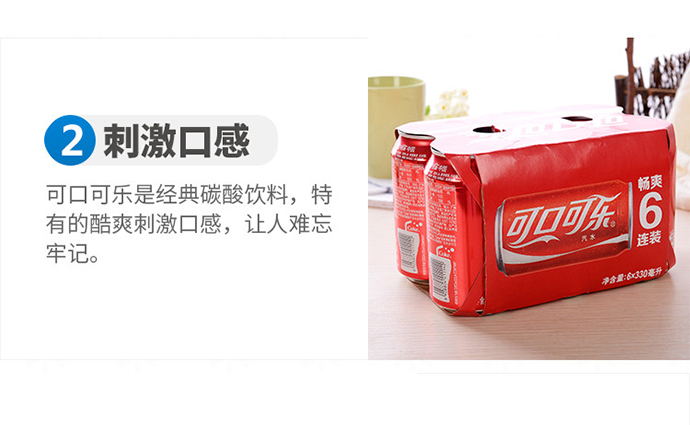 2 刺激口感
可口可乐是经典碳酸饮料，特
有的酷爽刺激口感，让人难忘
牢记。
可口可乐
汽水
畅爽
6
连装
净含量:6×330毫升